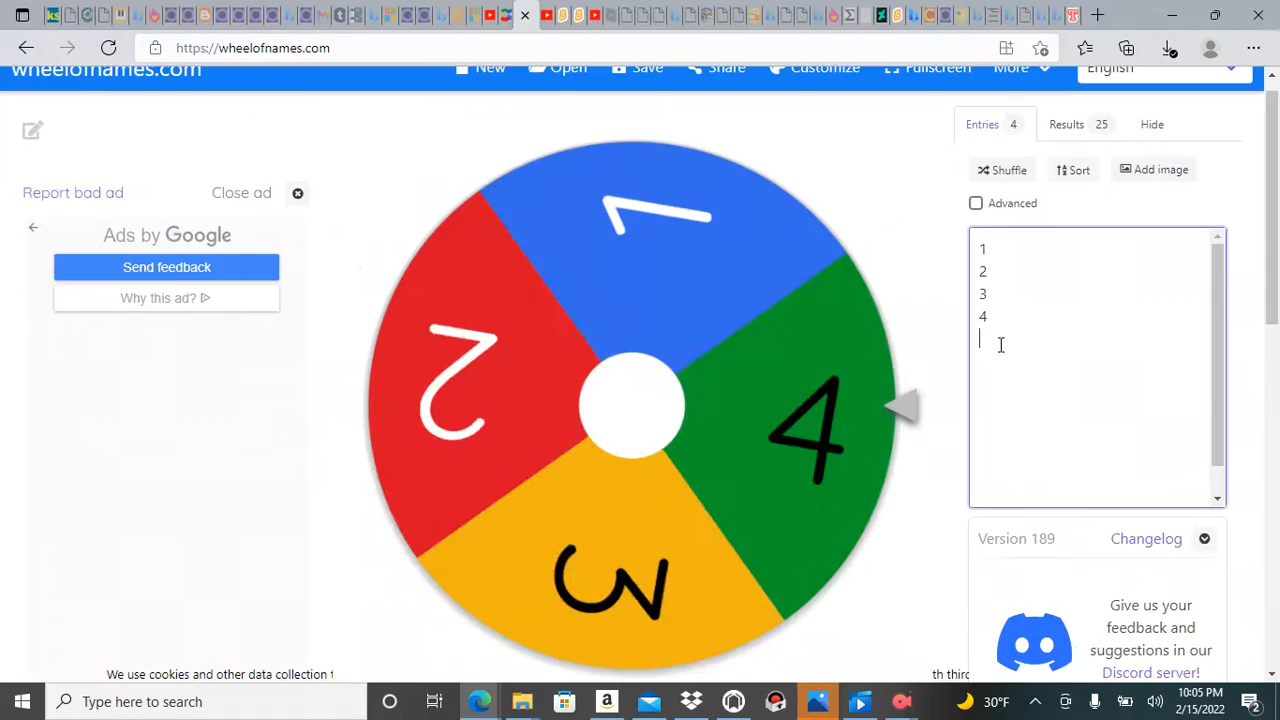 https://wheelofnames.com
wheelofnames.com New Open Save Share Customize Fullscreen More English
Entries 4 Results 25 Hide
Shuffle Sort Add image
Advanced
Report bad ad Close ad
Ads by Google
Send feedback
Why this ad?
1
2
3
4
1
2
3
4
Version 189 Changelog
Give us your
feedback and
suggestions in our
Discord server!
We use cookies and other data collection t
th third
Type here to search
30°F
10:05 PM
2/15/2022
2